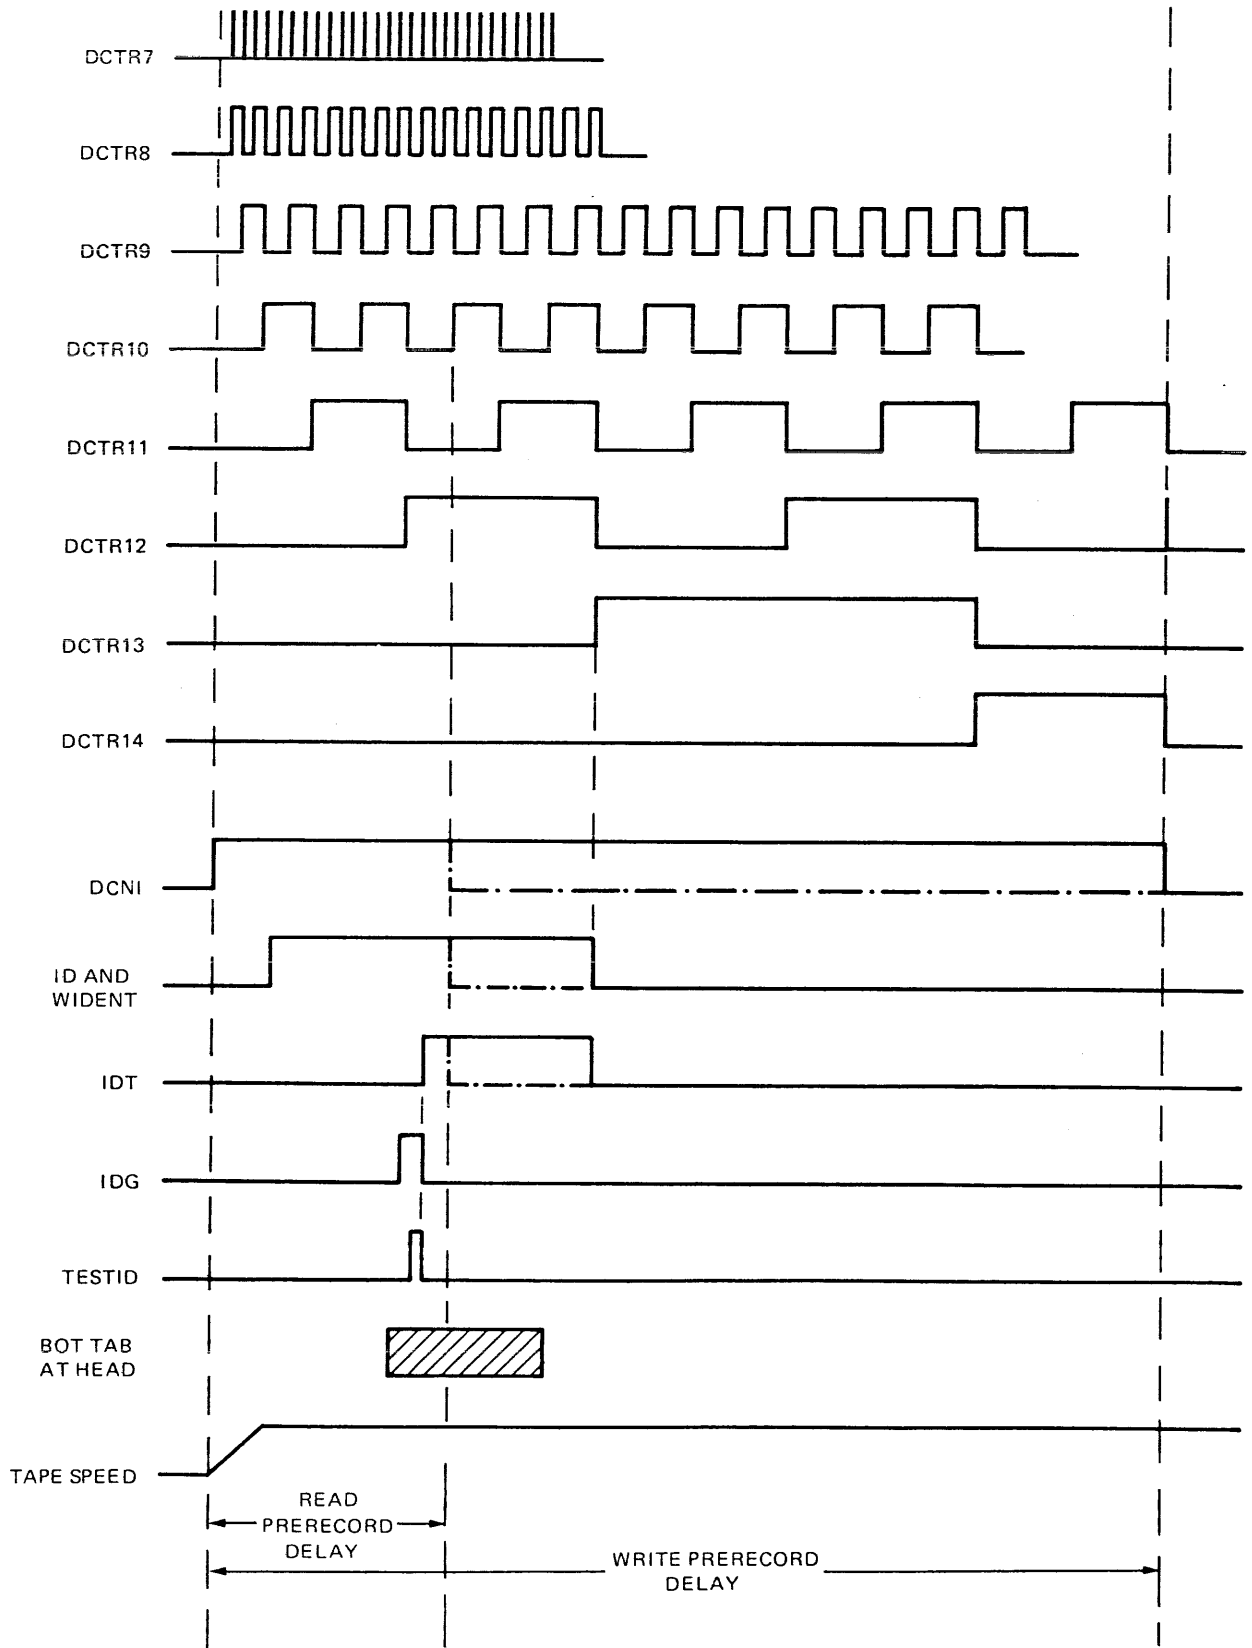 DCTR7
DCTR8
DCTR9
DCTR10
DCTR11
DCTR12
DCTR13
DCTR14
DCNI
ID AND
WIDENT
IDT
IDG
TESTID
BOT TAB
AT HEAD
TAPE SPEED
READ
PRERECORD
DELAY
WRITE PRERECORD
DELAY